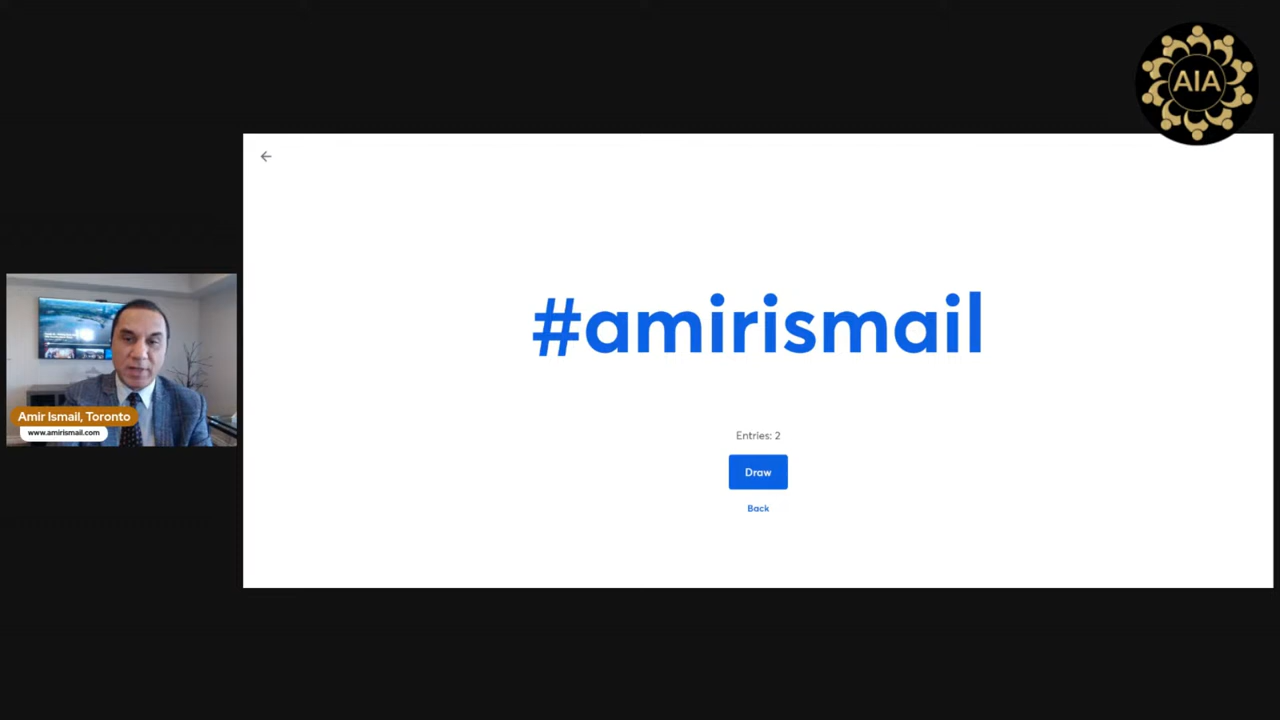 AIA
#amirismail
Entries: 2
Draw
Back
Amir Ismail, Toronto
www.amirismail.com